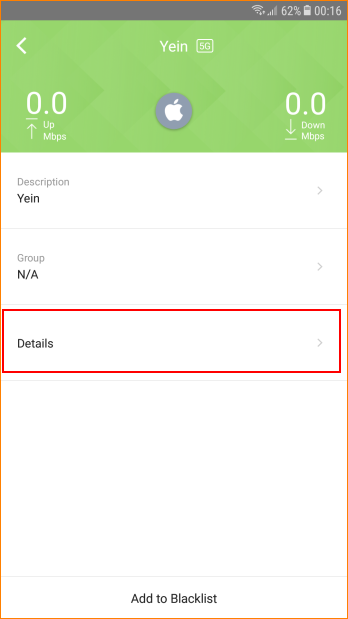 62% 00:16
Yein 5G
0.0
Up
Mbps
0.0
Down
Mbps
Description
Yein
Group
N/A
Details
Add to Blacklist